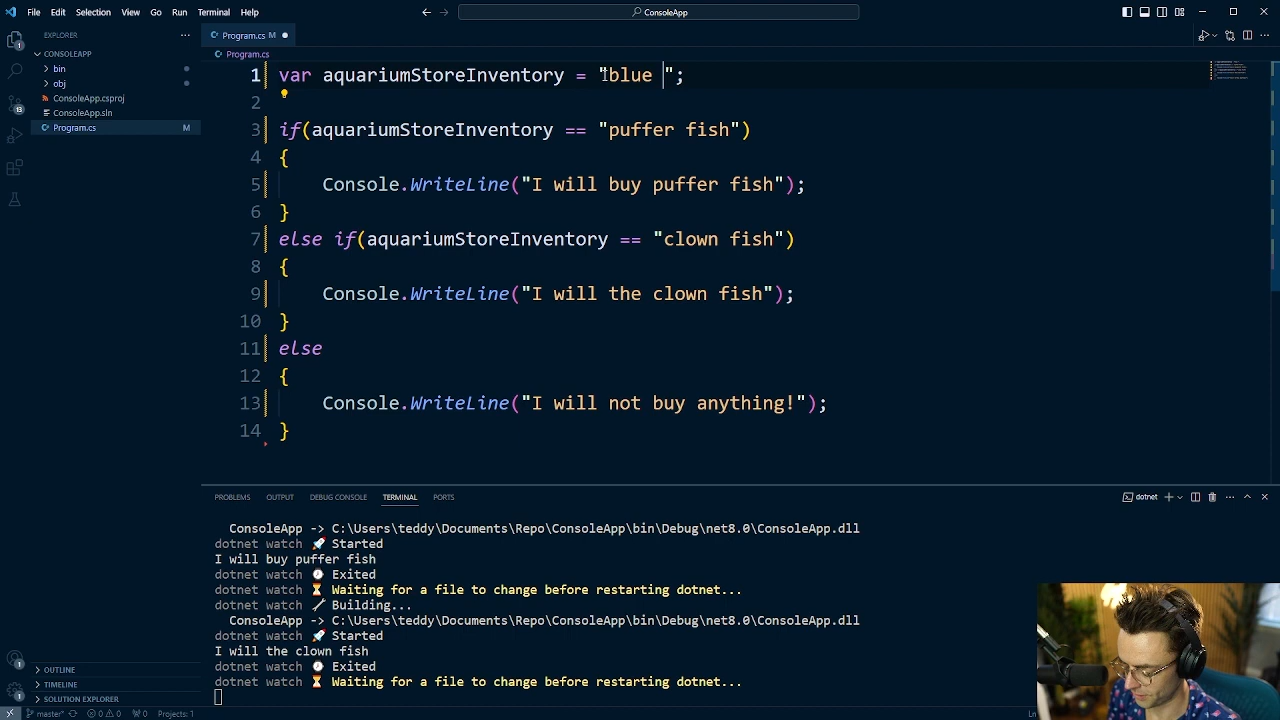 File Edit Selection View Go Run Terminal Help
ConsoleApp
EXPLORER
CONSOLEAPP
bin
obj
ConsoleApp.csproj
ConsoleApp.sln
Program.cs M
OUTLINE
TIMELINE
SOLUTION EXPLORER
Program.cs M
Program.cs
1 var aquariumStoreInventory = "blue ";
2
3 if(aquariumStoreInventory == "puffer fish")
4 {
5 Console.WriteLine("I will buy puffer fish");
6 }
7 else if(aquariumStoreInventory == "clown fish")
8 {
9 Console.WriteLine("I will the clown fish");
10 }
11 else
12 {
13 Console.WriteLine("I will not buy anything!");
14 }
PROBLEMS OUTPUT DEBUG CONSOLE TERMINAL PORTS
dotnet
ConsoleApp -> C:\Users\teddy\Documents\Repo\ConsoleApp\bin\Debug\net8.0\ConsoleApp.dll
dotnet watch 🚀 Started
I will buy puffer fish
dotnet watch ⌚ Exited
dotnet watch ⏳ Waiting for a file to change before restarting dotnet...
dotnet watch 🔧 Building...
ConsoleApp -> C:\Users\teddy\Documents\Repo\ConsoleApp\bin\Debug\net8.0\ConsoleApp.dll
dotnet watch 🚀 Started
I will the clown fish
dotnet watch ⌚ Exited
dotnet watch ⏳ Waiting for a file to change before restarting dotnet...
master* 0 0 0 Projects: 1